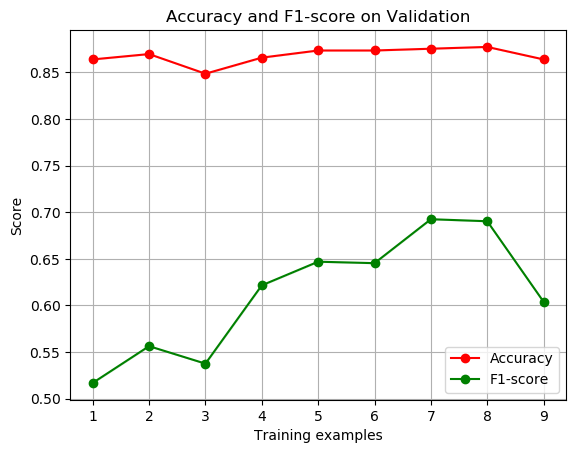 Accuracy and F1-score on Validation
Score
0.85
0.80
0.75
0.70
0.65
0.60
0.55
0.50
1 2 3 4 5 6 7 8 9
Training examples
Accuracy
F1-score